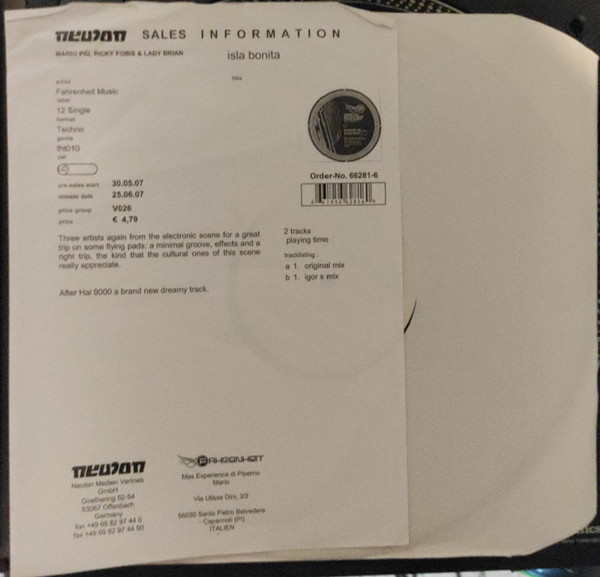 neuton SALES INFORMATION
MARIO PIU, RICKY FOBIS & LADY BRIAN
isla bonita
artist
title
Fahrenheit Music
label
12 Single
format
Techno
genre
fht010
cat
Order-No. 66281-6
pre-sales start 30.05.07
release date 25.06.07
price group V026
price € 4,79
Three artists again from the electronic scene for a great
trip on some flying pads: a minimal groove, effects and a
right trip, the kind that the cultural ones of this scene
really appreciate.
After Hal 9000 a brand new dreamy track.
2 tracks
playing time
tracklisting :
a 1. original mix
b 1. igor s mix
neuton
Neuton Medien Vertrieb
GmbH
Goethering 62-64
63067 Offenbach
Germany
fon +49 69 82 97 44 0
fax +49 69 82 97 44 50
FAHRENHEIT
Mas Experience di Piperno
Mario
Via Ulisse Dini, 3/2
56030 Santa Pietro Belvedere
- Capannoli (PI)
ITALIEN